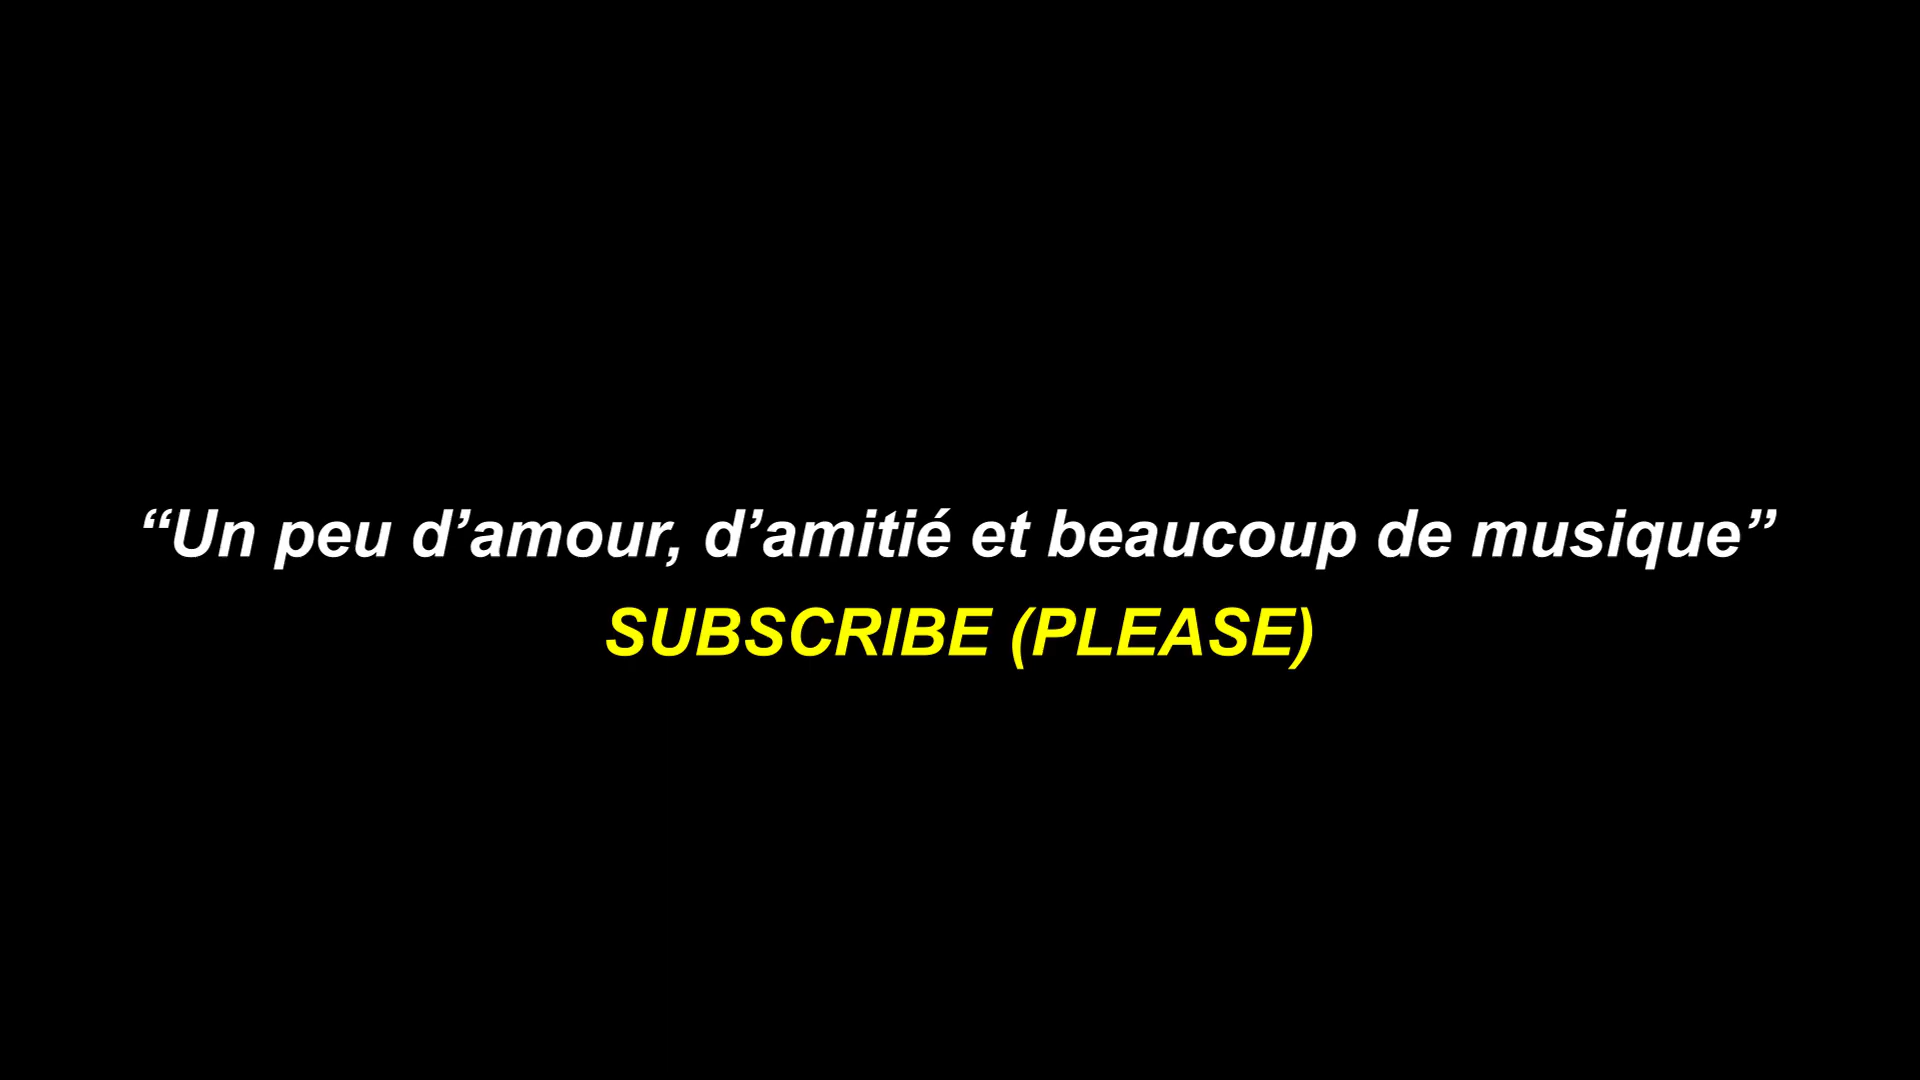 “Un peu d’amour, d’amitié et beaucoup de musique”
SUBSCRIBE (PLEASE)